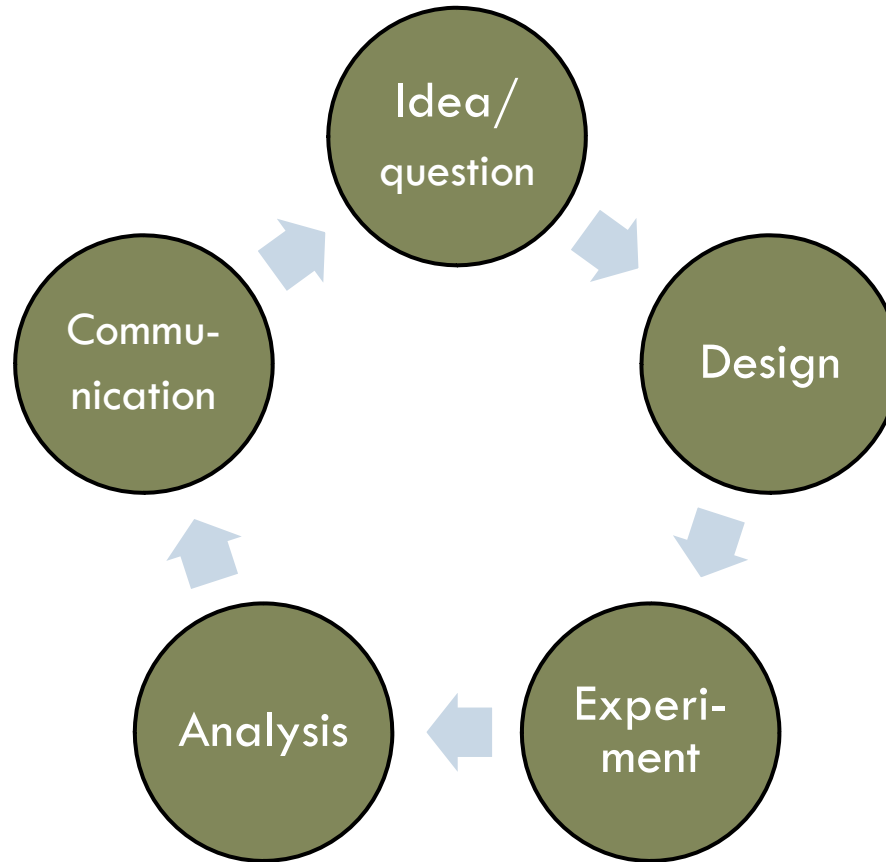 Idea/
question
Design
Experi-
ment
Analysis
Commu-
nication